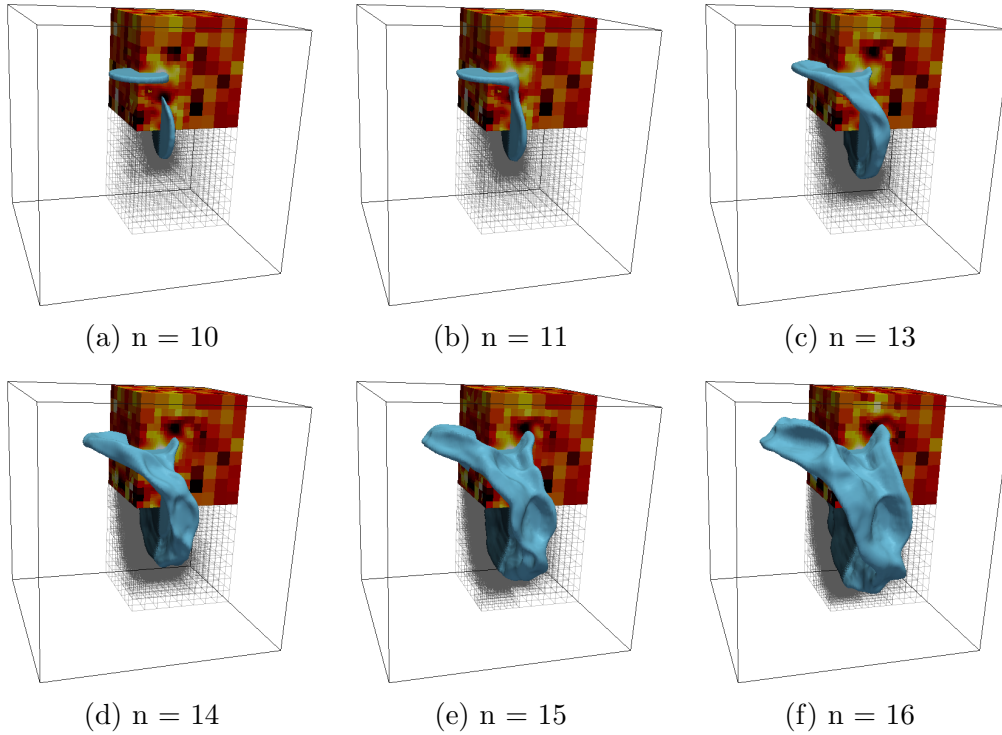 (a) n = 10
(b) n = 11
(c) n = 13
(d) n = 14
(e) n = 15
(f) n = 16